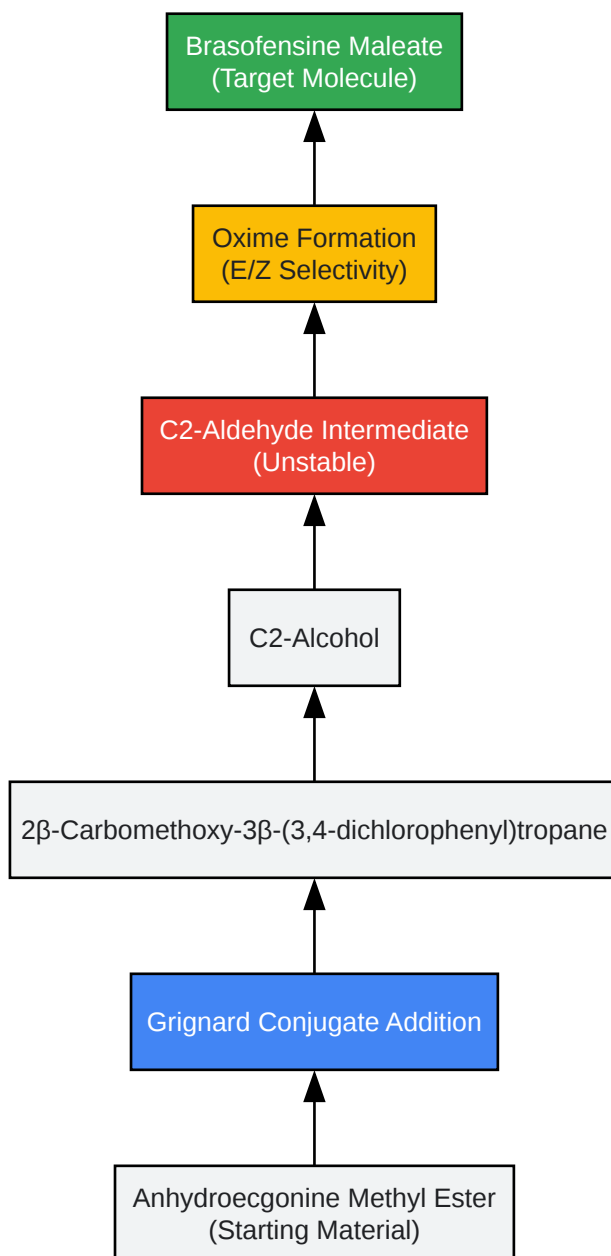 Brasofensine Maleate
(Target Molecule)
Oxime Formation
(E/Z Selectivity)
C2-Aldehyde Intermediate
(Unstable)
C2-Alcohol
2β-Carbomethoxy-3β-(3,4-dichlorophenyl)tropane
Grignard Conjugate Addition
Anhydroecgonine Methyl Ester
(Starting Material)